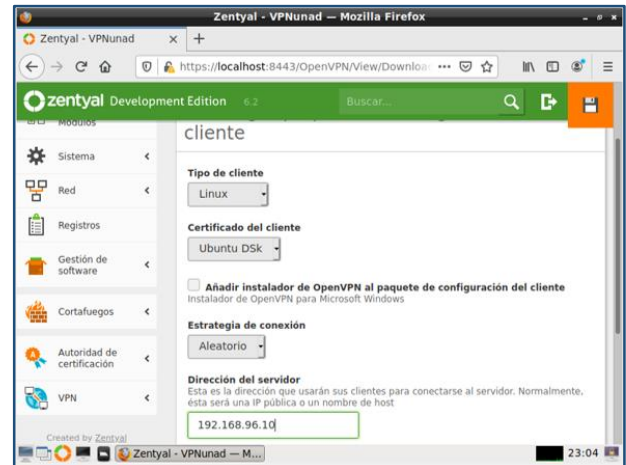 Zentyal - VPNunad — Mozilla Firefox
Zentyal - VPNunad
https://localhost:8443/OpenVPN/View/Downloa
zentyal Development Edition 6.2 Buscar...
Módulos
cliente
Sistema
Tipo de cliente
Linux
Red
Certificado del cliente
Registros
Ubuntu DSk
Gestión de
software
Añadir instalador de OpenVPN al paquete de configuración del cliente
Instalador de OpenVPN para Microsoft Windows
Cortafuegos
Estrategia de conexión
Aleatorio
Autoridad de
certificación
Dirección del servidor
Esta es la dirección que usarán sus clientes para conectarse al servidor. Normalmente,
ésta será una IP pública o un nombre de host
VPN
192.168.96.10
Created by Zentyal
Zentyal - VPNunad — M... 23:04